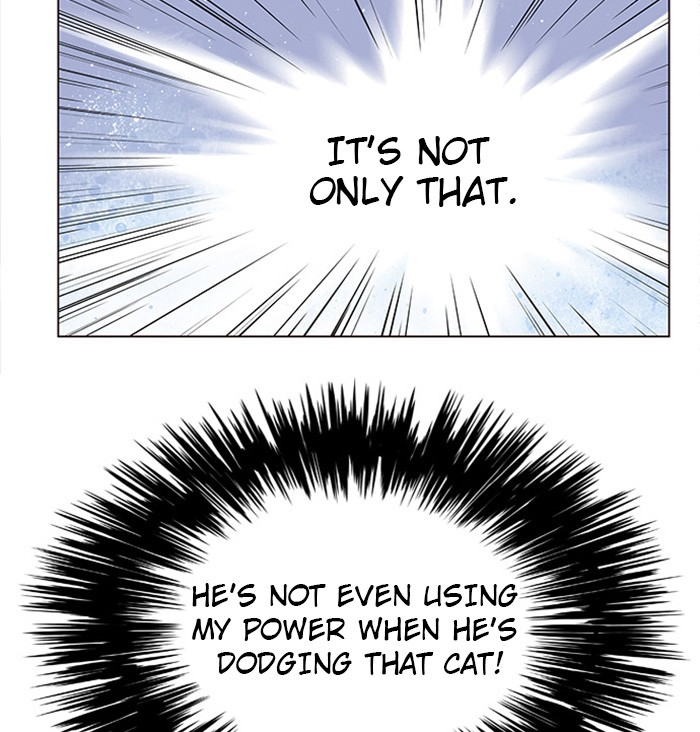 IT'S NOT
ONLY THAT.
HE'S NOT EVEN USING
MY POWER WHEN HE'S
DODGING THAT CAT!